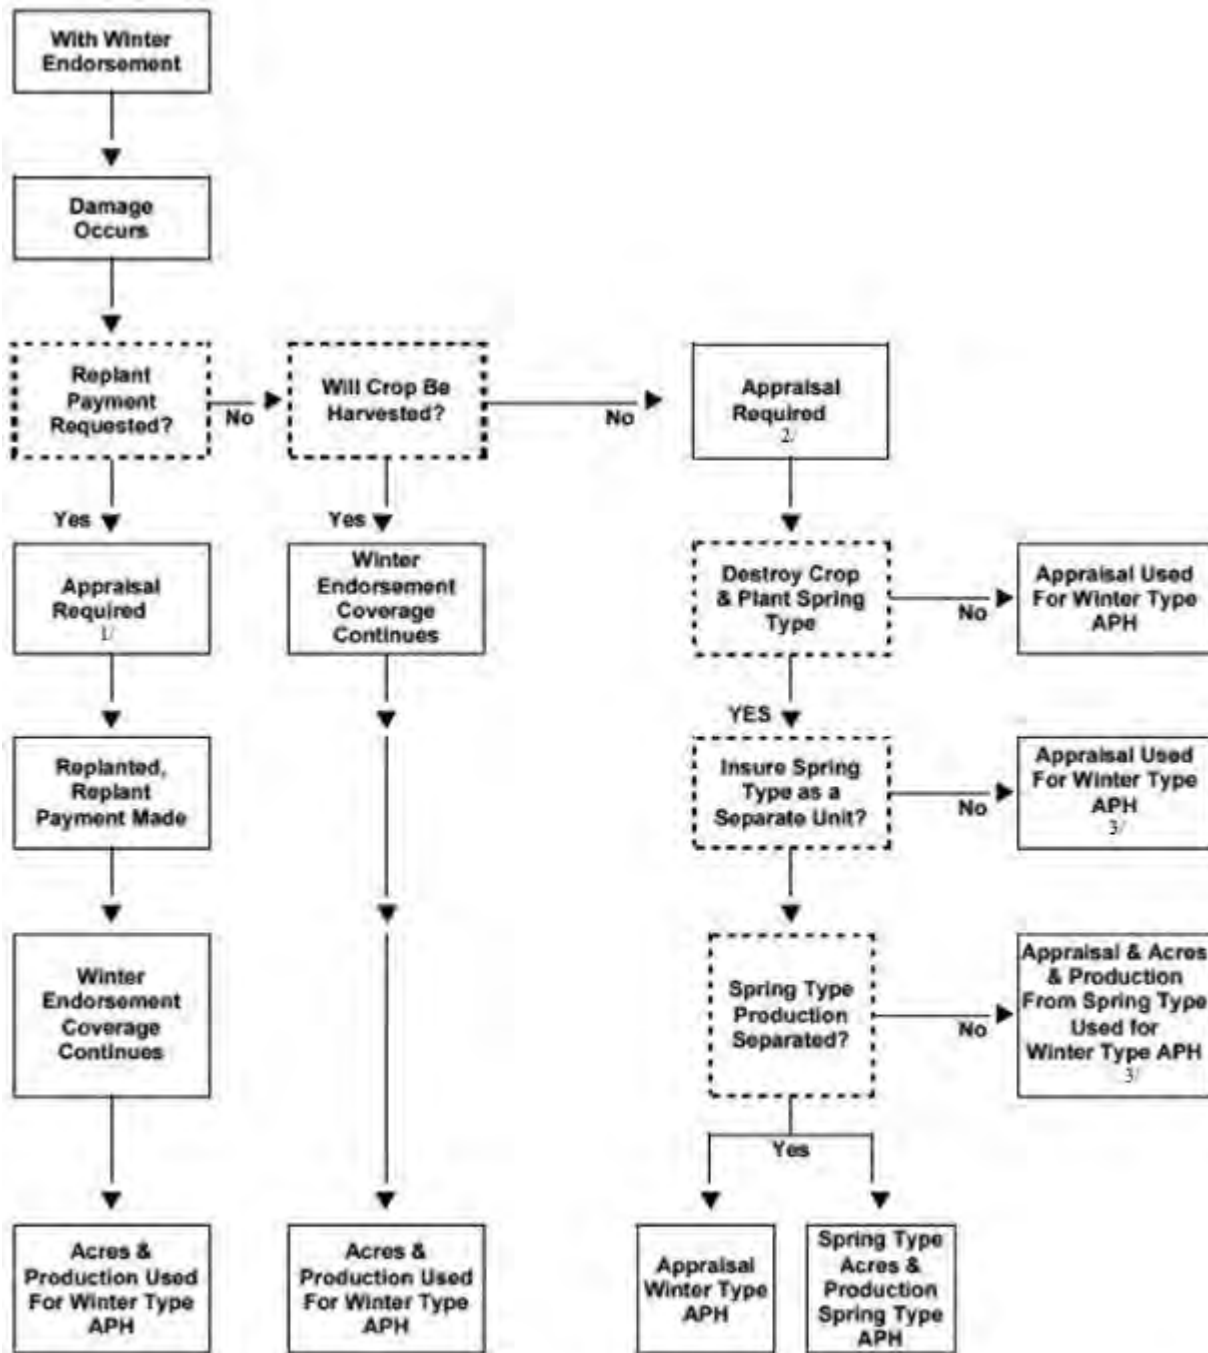 With Winter
Endorsement
Damage
Occurs
Replant
Payment
Requested?
No
Will Crop Be
Harvested?
No
Appraisal
Required
2/
Yes
Appraisal
Required
1/
Yes
Winter
Endorsement
Coverage
Continues
Destroy Crop
& Plant Spring
Type
No
Appraisal Used
For Winter Type
APH
YES
Replanted,
Replant
Payment Made
Insure Spring
Type as a
Separate Unit?
No
Appraisal Used
For Winter Type
APH
3/
Winter
Endorsement
Coverage
Continues
Spring Type
Production
Separated?
No
Appraisal & Acres
& Production
From Spring Type
Used for
Winter Type APH
3/
Yes
Acres &
Production Used
For Winter Type
APH
Acres &
Production Used
For Winter Type
APH
Appraisal
Winter Type
APH
Spring Type
Acres &
Production
Spring Type
APH